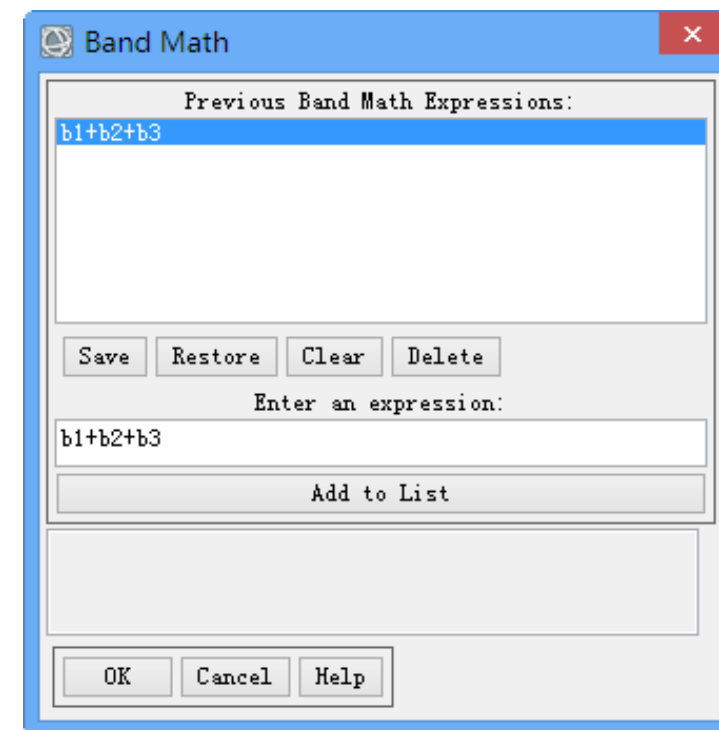 Band Math
Previous Band Math Expressions:
b1+b2+b3
Save Restore Clear Delete
Enter an expression:
b1+b2+b3
Add to List
OK Cancel Help